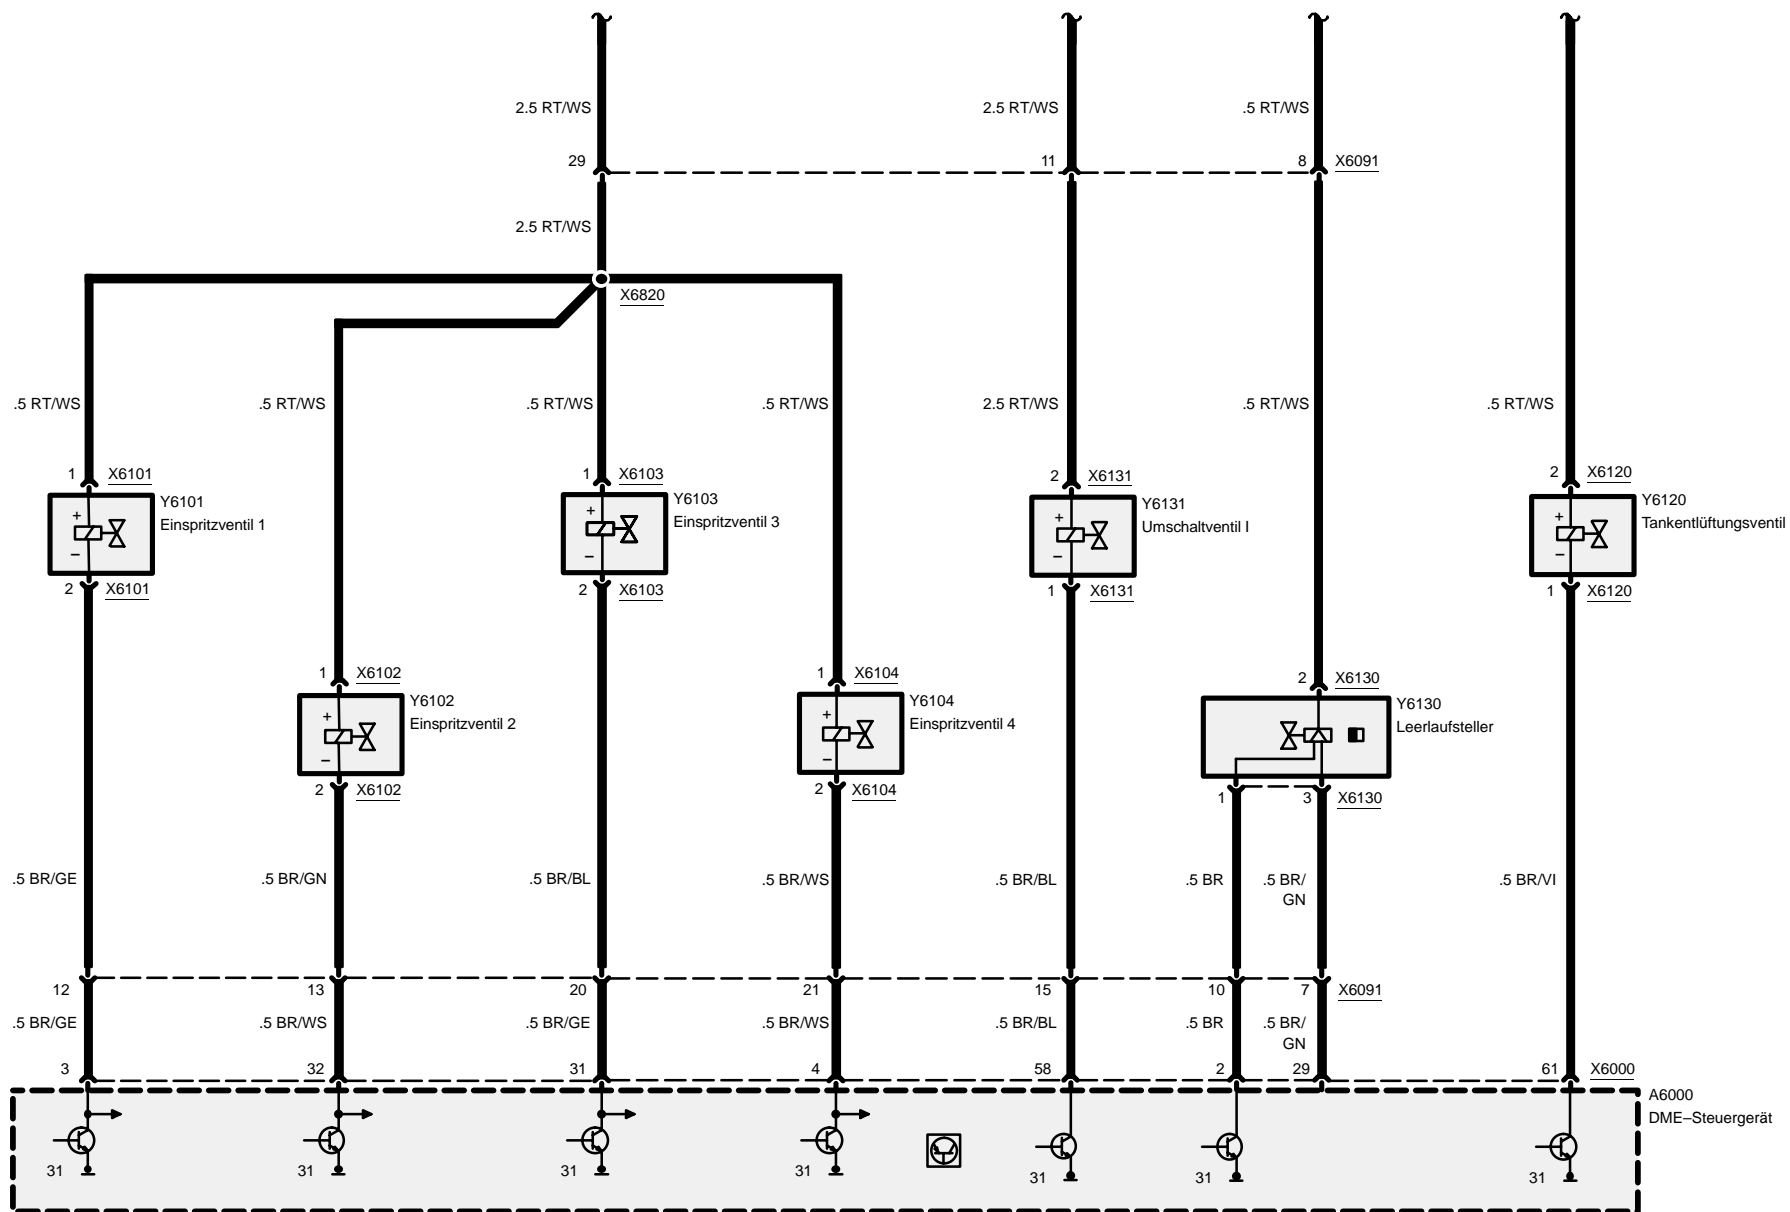 2.5 RT/WS
2.5 RT/WS
.5 RT/WS
29
11
8
X6091
2.5 RT/WS
X6820
.5 RT/WS
.5 RT/WS
.5 RT/WS
.5 RT/WS
2.5 RT/WS
.5 RT/WS
.5 RT/WS
1
X6101
1
X6103
2
X6131
2
X6120
Y6101
Einspritzventil 1
+
–
Y6103
Einspritzventil 3
+
–
Y6131
Umschaltventil I
+
–
Y6120
Tankentlüftungsventil
+
–
2
X6101
2
X6103
1
X6131
1
X6120
1
X6102
1
X6104
2
X6130
Y6102
Einspritzventil 2
+
–
Y6104
Einspritzventil 4
+
–
Y6130
Leerlaufsteller
2
X6102
2
X6104
1
3
X6130
.5 BR/GE
.5 BR/GN
.5 BR/BL
.5 BR/WS
.5 BR/BL
.5 BR
.5 BR/
GN
.5 BR/VI
12
13
20
21
15
10
7
X6091
.5 BR/GE
.5 BR/WS
.5 BR/GE
.5 BR/WS
.5 BR/BL
.5 BR
.5 BR/
GN
3
32
31
4
58
2
29
61
X6000
A6000
DME–Steuergerät
31
31
31
31
31
31
31